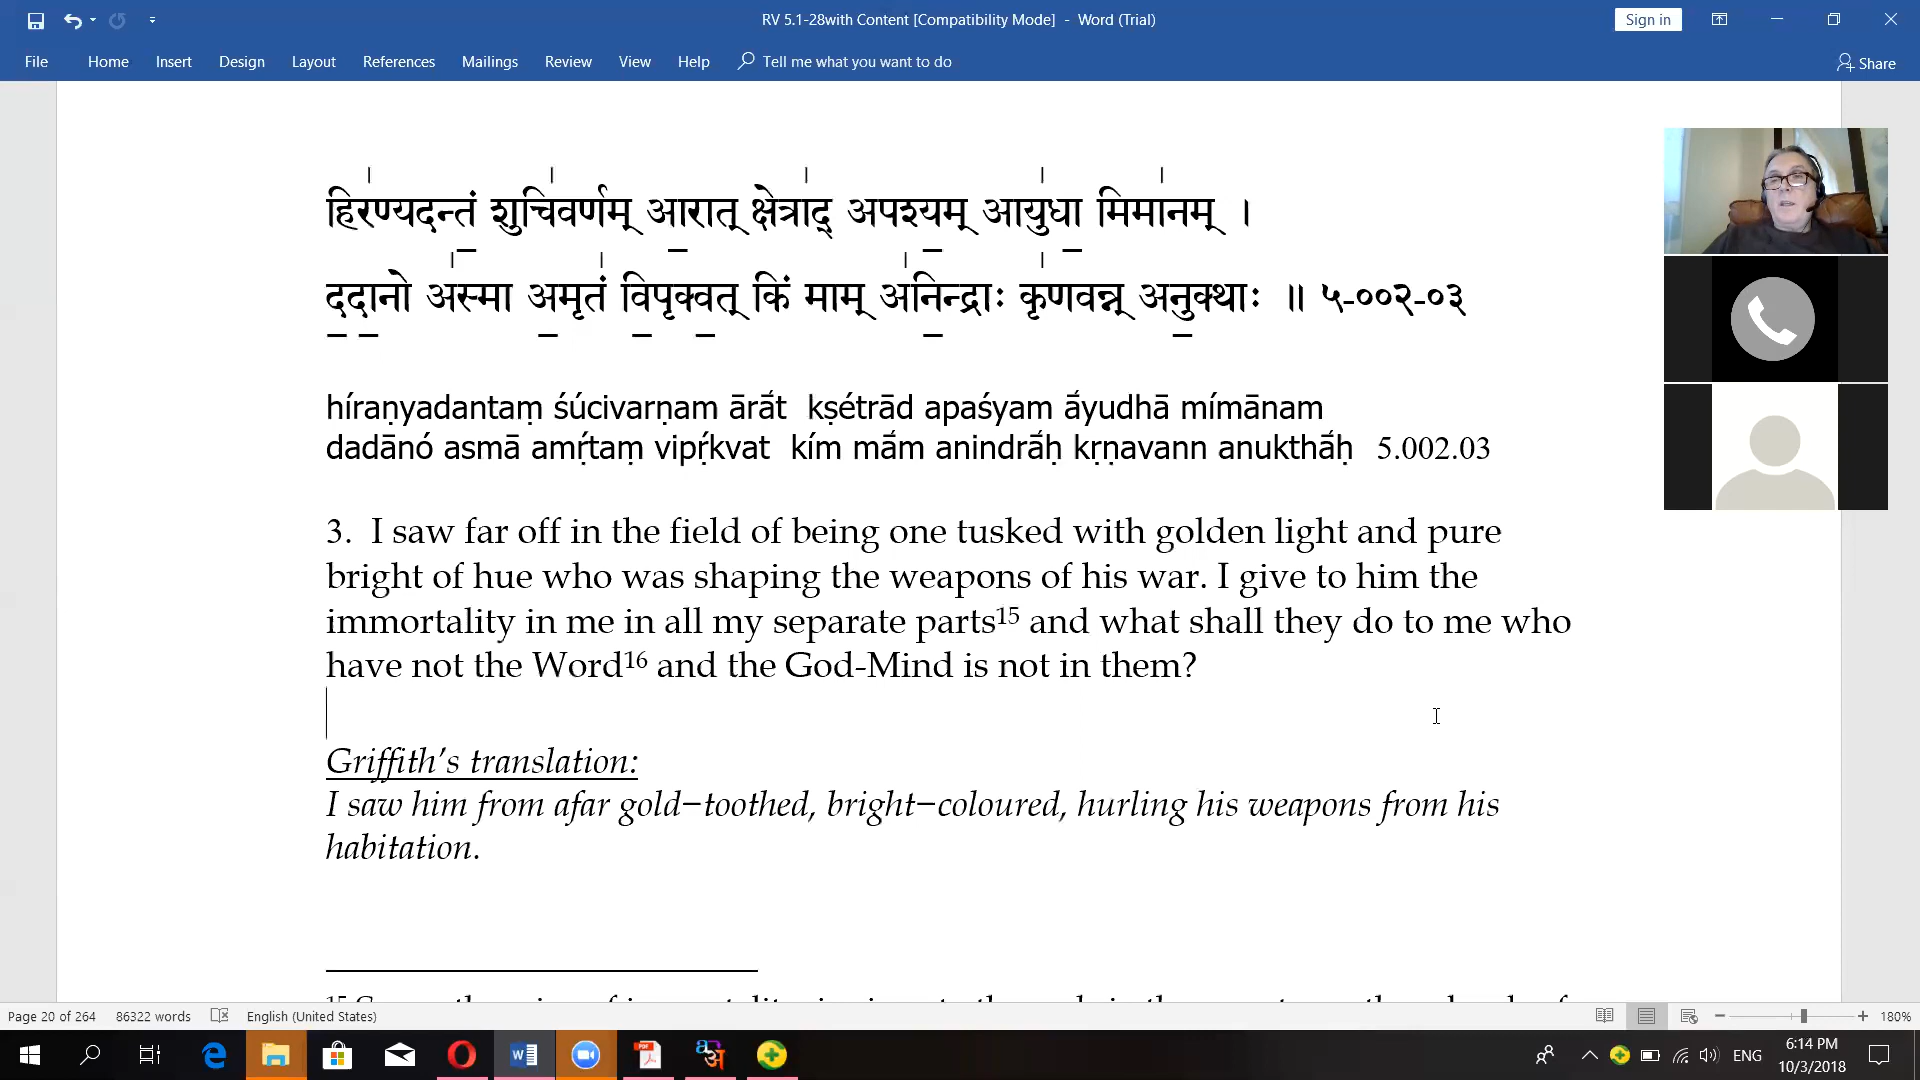 RV 5.1-28with Content [Compatibility Mode] - Word (Trial)
Sign in
File Home Insert Design Layout References Mailings Review View Help Tell me what you want to do
Share
हिर॑ण्यदन्तं॒ शुचि॑वर्णम् आ॒रात् क्षेत्रा॑द् अपश्य॒म् आयु॑धा॒ मिमा॑नम् ।
द॒दा॒नो अ॑स्मा अ॒मृतं॑ वि॒पृक्व॒त् किं माम् अ॑नि॒न्द्राः कृ॑णवन्न् अनु॒क्थाः ॥ ५-००२-०३
híraṇyadantaṃ śúcivarṇam ārā́t kṣétrād apaśyam ā́yudhā mímānam
dadānó asmā amṛ́taṃ vipṛ́kvat kím mā́m anindrā́ḥ kṛṇavann anukthā́ḥ 5.002.03
3. I saw far off in the field of being one tusked with golden light and pure
bright of hue who was shaping the weapons of his war. I give to him the
immortality in me in all my separate parts15 and what shall they do to me who
have not the Word16 and the God-Mind is not in them?
Griffith’s translation:
I saw him from afar gold−toothed, bright−coloured, hurling his weapons from his
habitation.
Page 20 of 264 86322 words English (United States) 180%
6:14 PM
ENG
10/3/2018